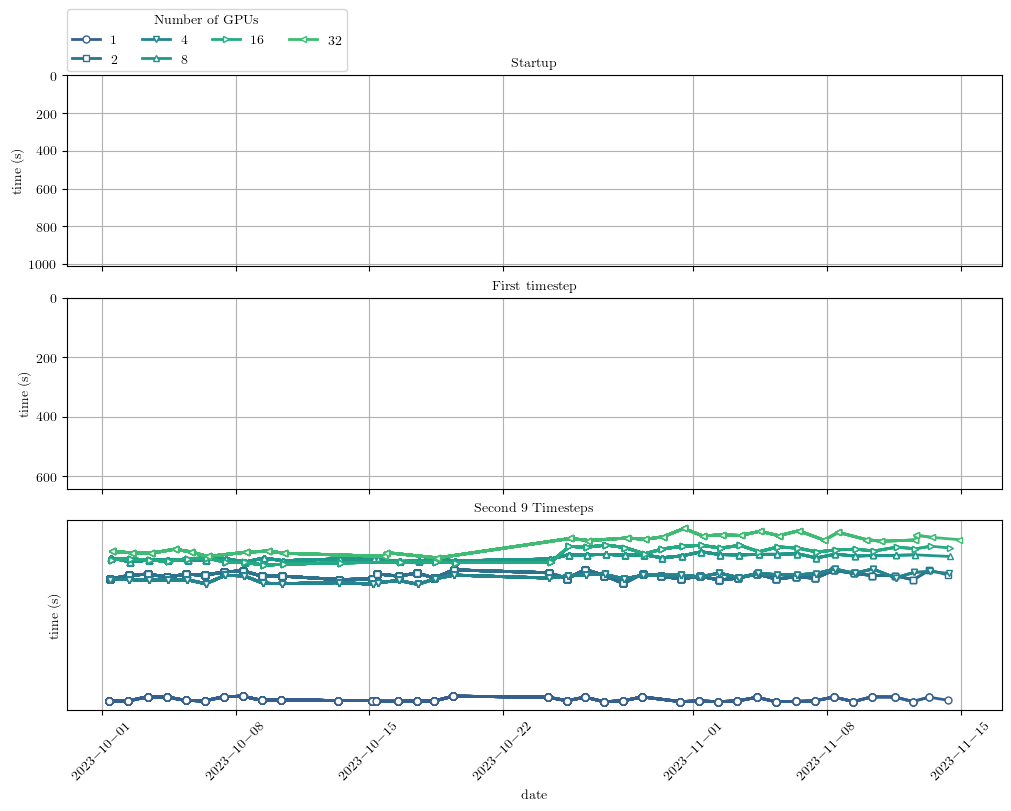 Number of GPUs
1 4 16 32
2 8
Startup
0
200
400
600
800
1000
time (s)
First timestep
0
200
400
600
time (s)
Second 9 Timesteps
time (s)
2023−10−01 2023−10−08 2023−10−15 2023−10−22 2023−11−01 2023−11−08 2023−11−15
date